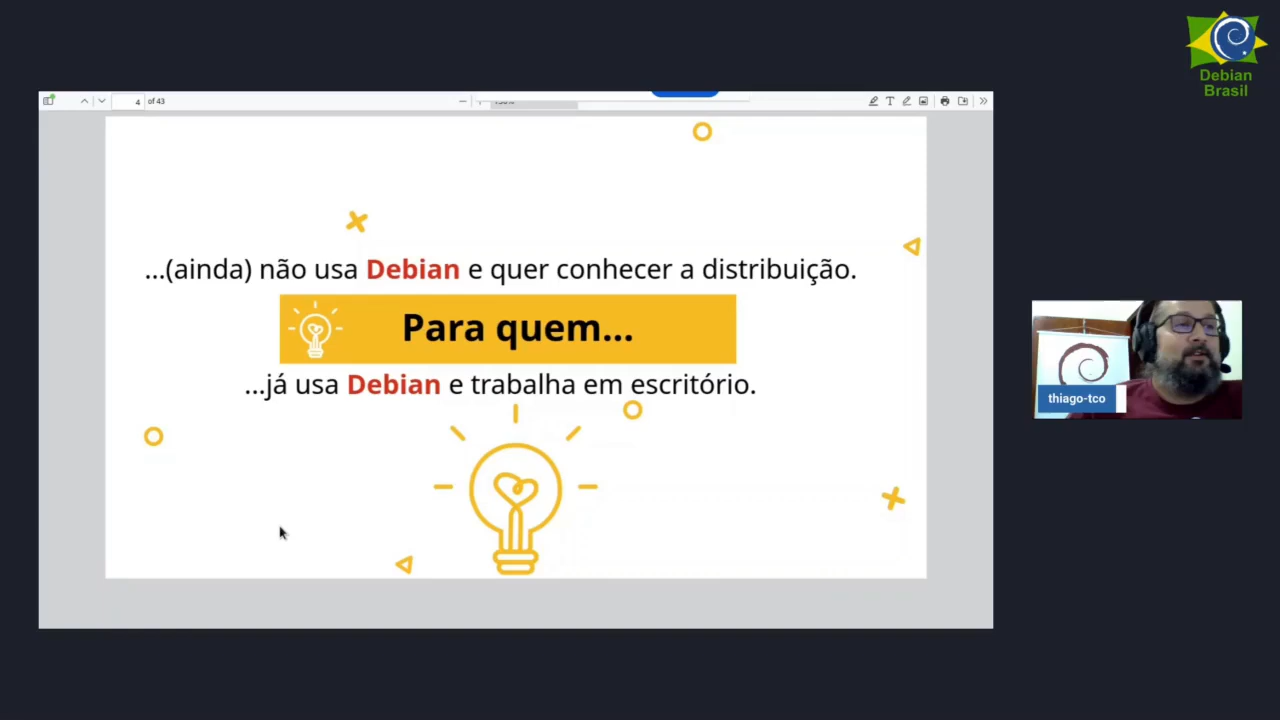 Debian
Brasil
4 of 43
...(ainda) não usa Debian e quer conhecer a distribuição.
Para quem...
...já usa Debian e trabalha em escritório.
thiago-tco